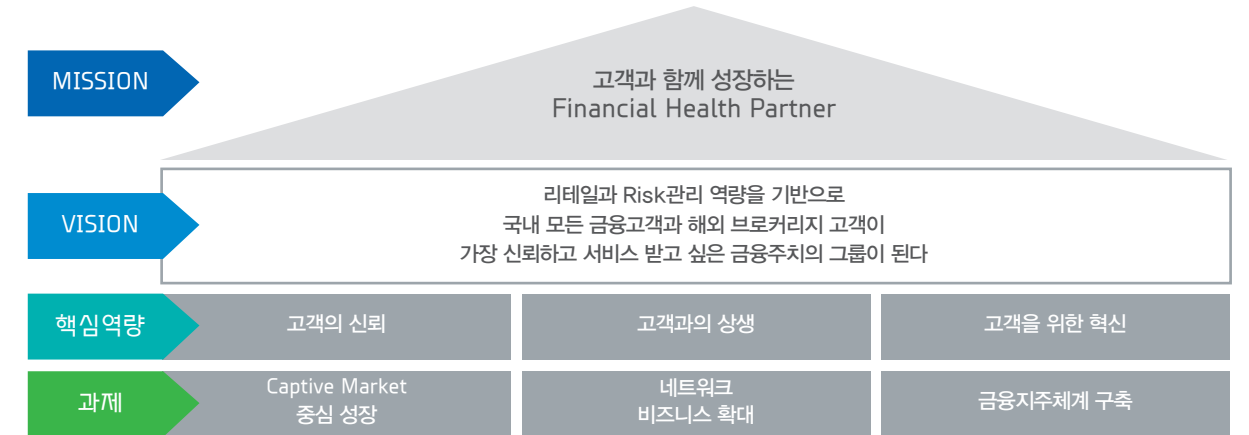 MISSION
고객과 함께 성장하는
Financial Health Partner
VISION
리테일과 Risk관리 역량을 기반으로
국내 모든 금융고객과 해외 브로커리지 고객이
가장 신뢰하고 서비스 받고 싶은 금융주치의 그룹이 된다
핵심역량
고객의 신뢰
고객과의 상생
고객을 위한 혁신
과제
Captive Market
중심 성장
네트워크
비즈니스 확대
금융지주체계 구축